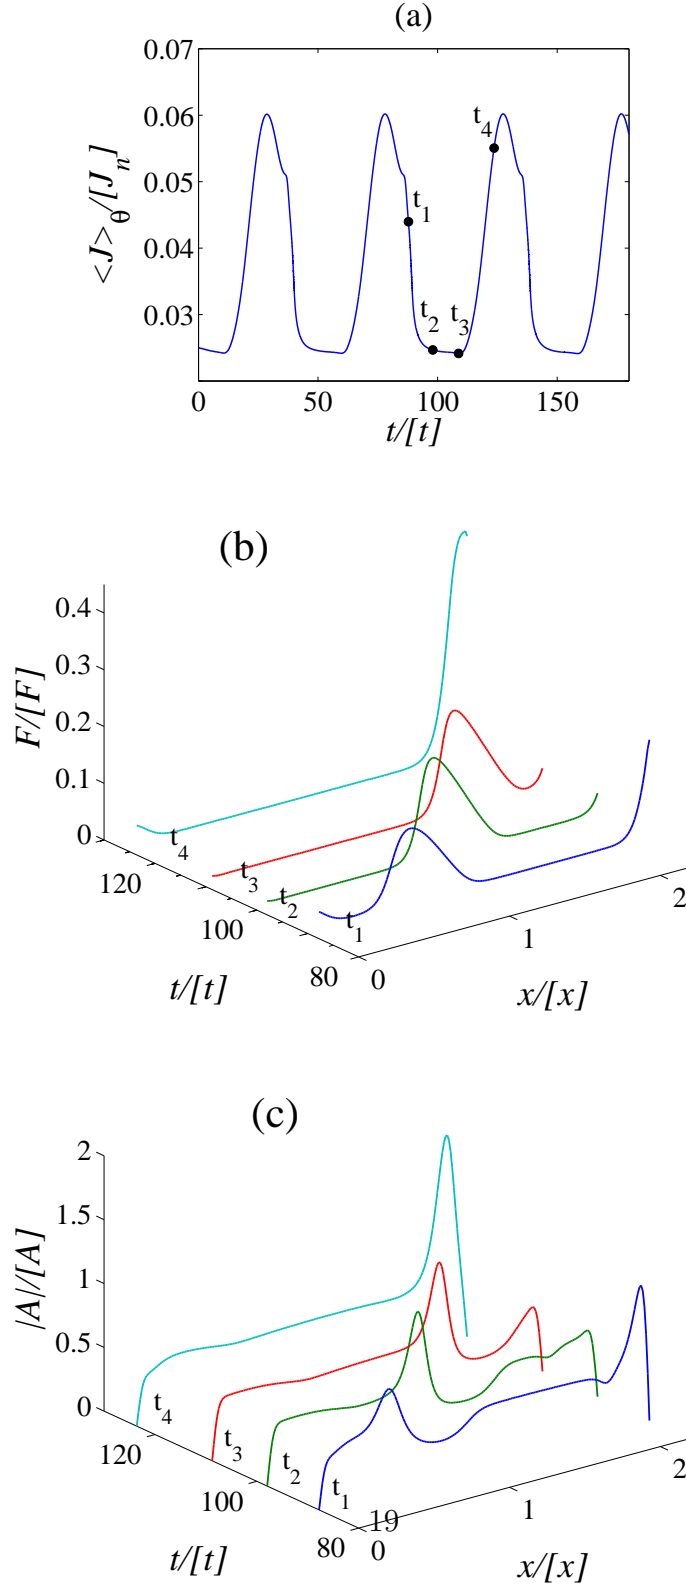 (a)
0.07
0.06
0.05
0.04
0.03
<J>θ/[Jn]
t4
t1
t2 t3
0 50 100 150
t/[t]
(b)
0.4
0.3
0.2
0.1
0
F/[F]
t4
t3
t2
t1
120
100
80
t/[t]
0
1
2
x/[x]
(c)
2
1.5
1
0.5
0
|A|/[A]
t4
t3
t2
t1
120
100
80
t/[t]
19
0
1
2
x/[x]